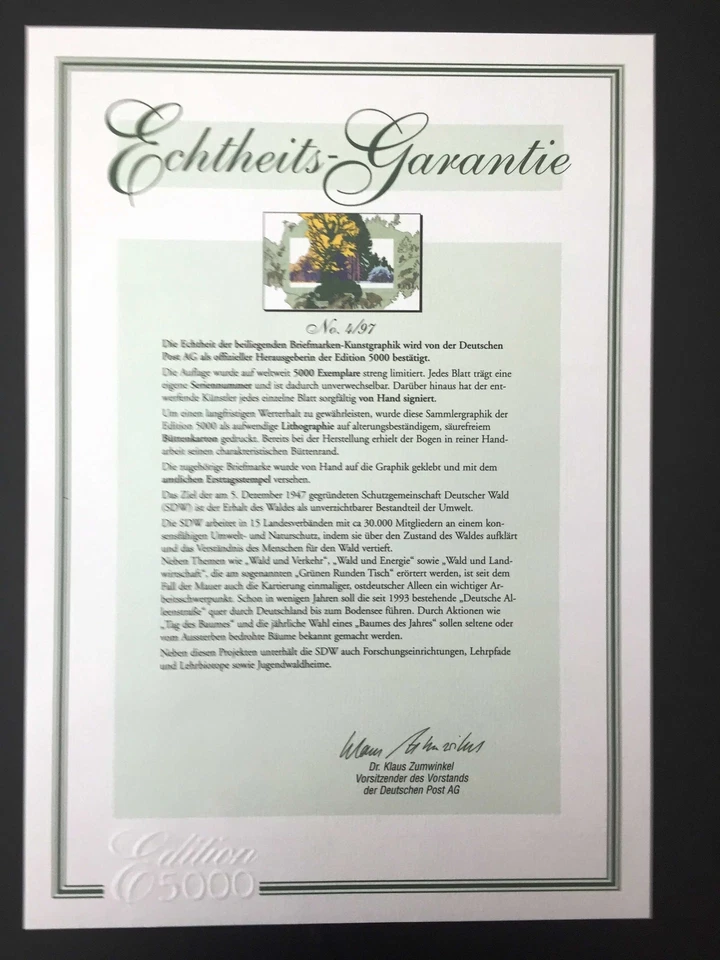 Echtheits-Garantie
No. 4/97
Die Echtheit der beiliegenden Briefmarken-Kunstgraphik wird von der Deutschen
Post AG als offizieller Herausgeberin der Edition 5000 bestätigt.
Die Auflage wurde auf weltweit 5000 Exemplare streng limitiert. Jedes Blatt trägt eine
eigene Seriennummer und ist dadurch unverwechselbar. Darüber hinaus hat der ent-
werfende Künstler jedes einzelne Blatt sorgfältig von Hand signiert.
Um einen langfristigen Werterhalt zu gewährleisten, wurde diese Sammlergraphik der
Edition 5000 als aufwendige Lithographie auf alterungsbeständigem, säurefreiem
Büttenkarton gedruckt. Bereits bei der Herstellung erhielt der Bogen in reiner Hand-
arbeit seinen charakteristischen Büttenrand.
Die zugehörige Briefmarke wurde von Hand auf die Graphik geklebt und mit dem
amtlichen Ersttagsstempel versehen.
Das Ziel der am 5. Dezember 1947 gegründeten Schutzgemeinschaft Deutscher Wald
(SDW) ist der Erhalt des Waldes als unverzichtbarer Bestandteil der Umwelt.
Die SDW arbeitet in 15 Landesverbänden mit ca 30.000 Mitgliedern an einem kon-
sensfähigen Umwelt- und Naturschutz, indem sie über den Zustand des Waldes aufklärt
und das Verständnis des Menschen für den Wald vertieft.
Neben Themen wie „Wald und Verkehr“, „Wald und Energie“ sowie „Wald und Land-
wirtschaft“, die am sogenannten „Grünen Runden Tisch“ erörtert werden, ist seit dem
Fall der Mauer auch die Kartierung einmaliger, ostdeutscher Alleen ein wichtiger Ar-
beitsschwerpunkt. Schon in wenigen Jahren soll die seit 1993 bestehende „Deutsche Al-
leenstraße“ quer durch Deutschland bis zum Bodensee führen. Durch Aktionen wie
„Tag des Baumes“ und die jährliche Wahl eines „Baumes des Jahres“ sollen seltene oder
vom Aussterben bedrohte Bäume bekannt gemacht werden.
Neben diesen Projekten unterhält die SDW auch Forschungseinrichtungen, Lehrpfade
und Lehrbiotope sowie Jugendwaldheime.
Klaus Zumwinkel
Dr. Klaus Zumwinkel
Vorsitzender des Vorstands
der Deutschen Post AG
Edition
5000